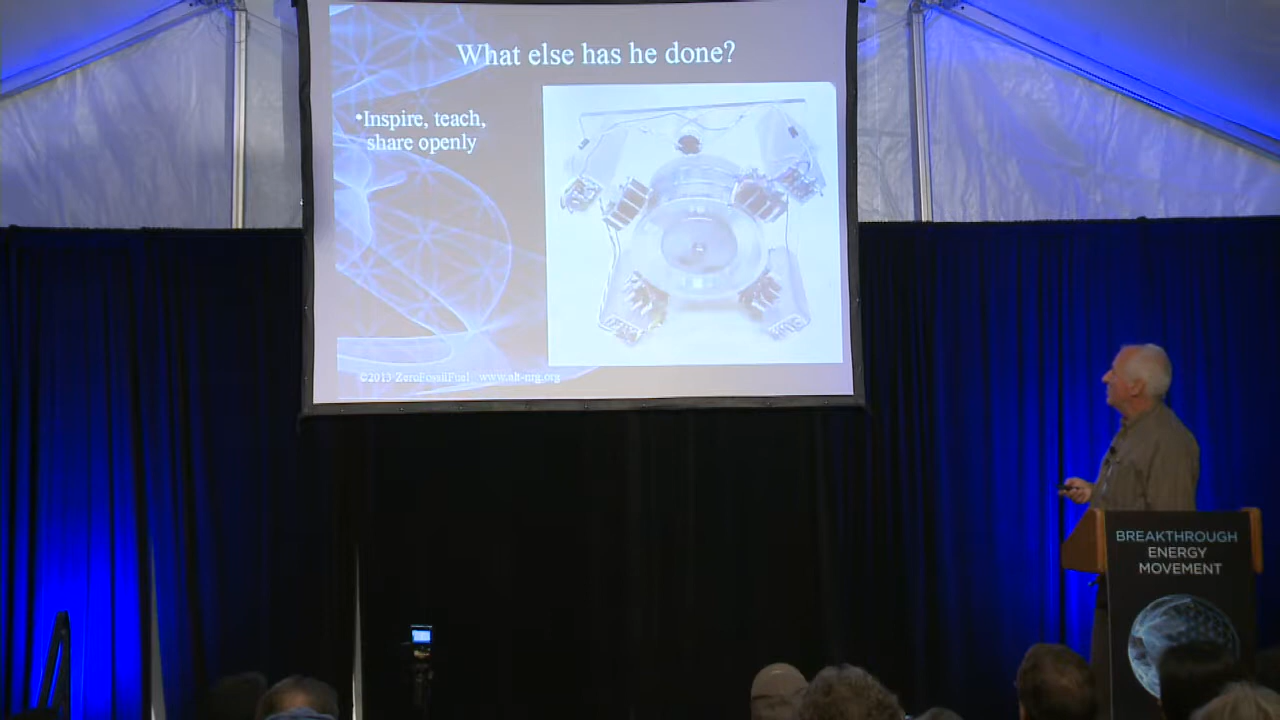 What else has he done?
•Inspire, teach,
share openly
©2013 ZeroFossilFuel www.alt-nrg.org
BREAKTHROUGH
ENERGY
MOVEMENT